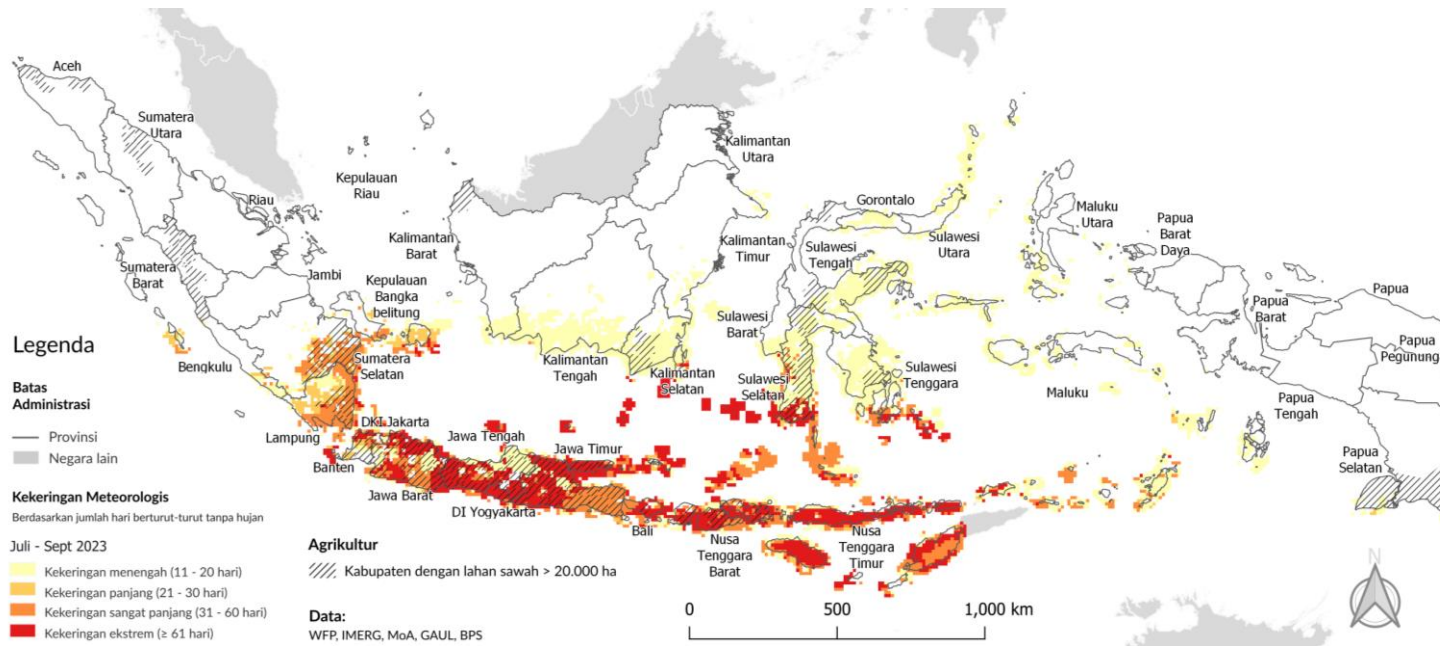 Aceh
Sumatera
Utara
Kepulauan
Riau
Riau
Sumatera
Barat
Jambi
Kepulauan
Bangka
belitung
Bengkulu
Sumatera
Selatan
Lampung
Kalimantan
Utara
Kalimantan
Barat
Kalimantan
Timur
Kalimantan
Tengah
Kalimantan
Selatan
Gorontalo
Sulawesi
Tengah
Sulawesi
Utara
Sulawesi
Barat
Sulawesi
Selatan
Sulawesi
Tenggara
Maluku
Utara
Maluku
Papua
Barat
Daya
Papua
Barat
Papua
Papua
Pegununga
Papua
Tengah
Papua
Selatan
DKI Jakarta
Banten
Jawa Barat
Jawa Tengah
DI Yogyakarta
Jawa Timur
Bali
Nusa
Tenggara
Barat
Nusa
Tenggara
Timur
Legenda
Batas
Administrasi
Provinsi
Negara lain
Kekeringan Meteorologis
Berdasarkan jumlah hari berturut-turut tanpa hujan
Juli - Sept 2023
Kekeringan menengah (11 - 20 hari)
Kekeringan panjang (21 - 30 hari)
Kekeringan sangat panjang (31 - 60 hari)
Kekeringan ekstrem (≥ 61 hari)
Agrikultur
Kabupaten dengan lahan sawah > 20.000 ha
Data:
WFP, IMERG, MoA, GAUL, BPS
0 500 1,000 km
N